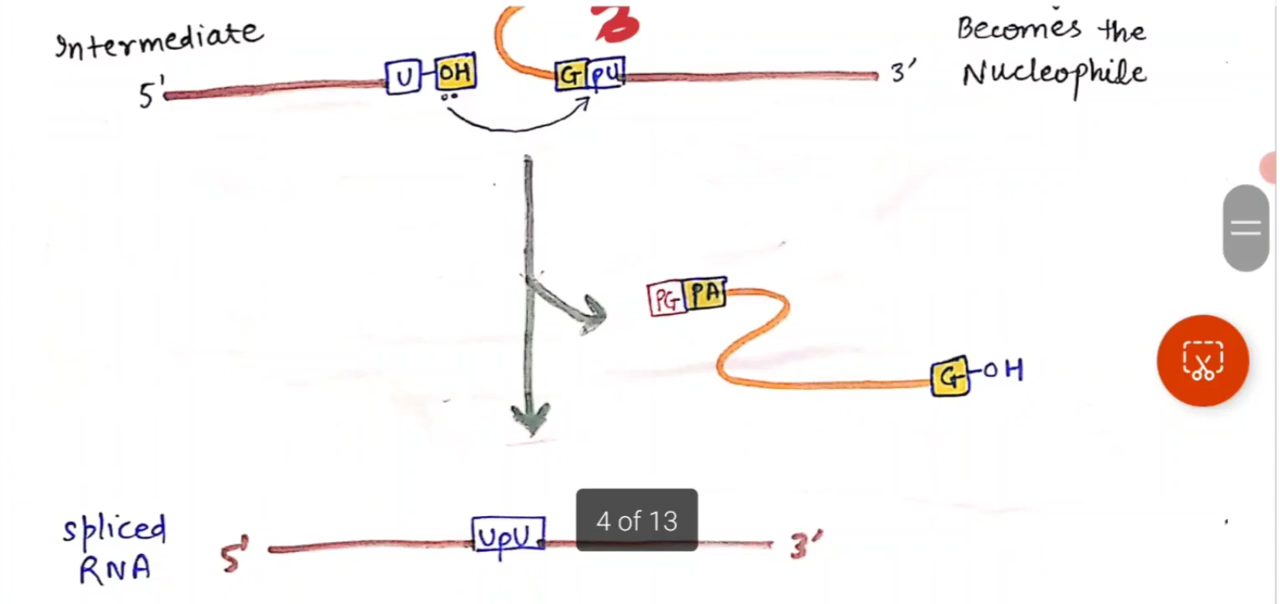 Intermediate
Becomes the
Nucleophile
5' U OH G pU 3'
PG PA
G OH
4 of 13
spliced
RNA
5' UpU 3'